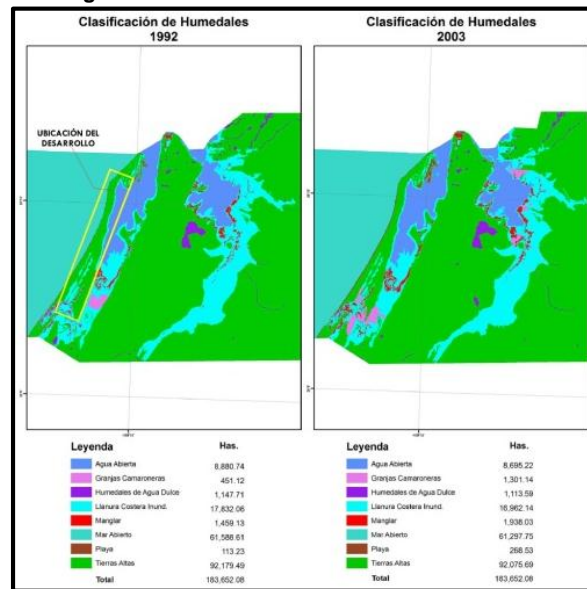 Clasificación de Humedales
1992
UBICACIÓN DEL
DESARROLLO
Leyenda Has.
Agua Abierta 8,880.74
Granjas Camaroneras 451.12
Humedales de Agua Dulce 1,147.71
Llanura Costera Inund. 17,832.06
Manglar 1,459.13
Mar Abierto 61,588.61
Playa 113.23
Tierras Altas 92,179.49
Total 183,652.08
Clasificación de Humedales
2003
Leyenda Has.
Agua Abierta 8,695.22
Granjas Camaroneras 1,301.14
Humedales de Agua Dulce 1,113.59
Llanura Costera Inund. 16,962.14
Manglar 1,938.03
Mar Abierto 61,297.75
Playa 268.53
Tierras Altas 92,075.69
Total 183,652.08